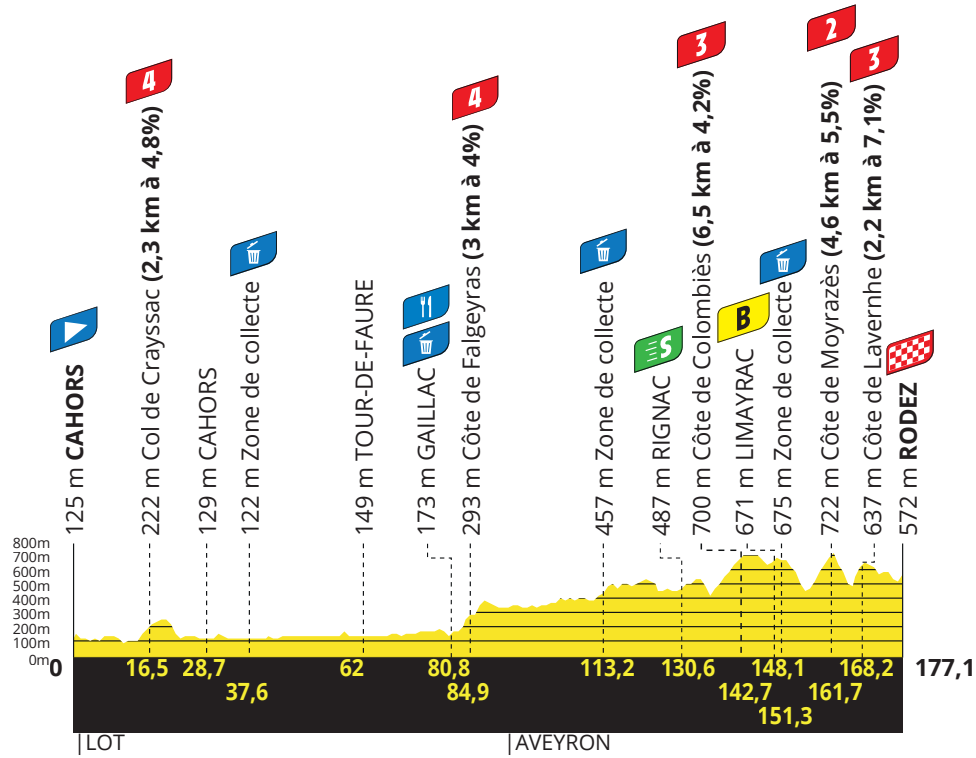 4
3
2
3
4
S
B
125 m CAHORS
222 m Col de Crayssac (2,3 km à 4,8%)
129 m CAHORS
122 m Zone de collecte
149 m TOUR-DE-FAURE
173 m GAILLAC
293 m Côte de Falgeyras (3 km à 4%)
457 m Zone de collecte
487 m RIGNAC
700 m Côte de Colombiès (6,5 km à 4,2%)
671 m LIMAYRAC
675 m Zone de collecte
722 m Côte de Moyrazès (4,6 km à 5,5%)
637 m Côte de Lavernhe (2,2 km à 7,1%)
572 m RODEZ
800m
700m
600m
500m
400m
300m
200m
100m
0m
0 16,5 28,7 62 80,8 113,2 130,6 148,1 168,2 177,1
37,6 84,9 142,7 161,7
151,3
|LOT |AVEYRON